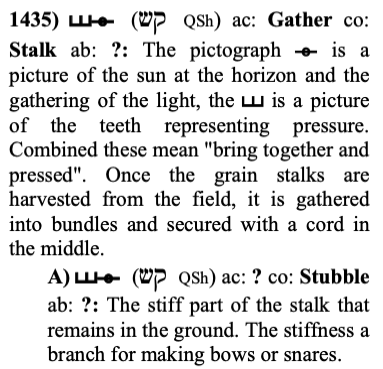 1435) (קש QSh) ac: Gather co:
Stalk ab: ?: The pictograph is a
picture of the sun at the horizon and the
gathering of the light, the is a picture
of the teeth representing pressure.
Combined these mean "bring together and
pressed". Once the grain stalks are
harvested from the field, it is gathered
into bundles and secured with a cord in
the middle.
A) (קש QSh) ac: ? co: Stubble
ab: ?: The stiff part of the stalk that
remains in the ground. The stiffness a
branch for making bows or snares.